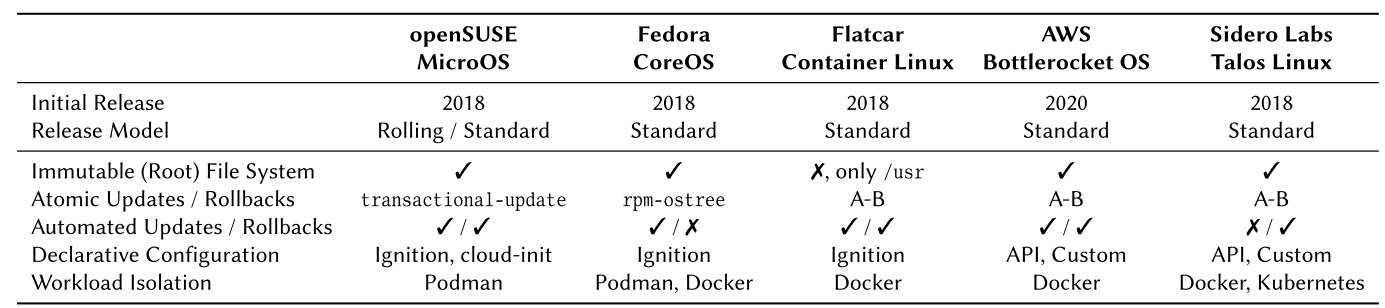 openSUSE Fedora Flatcar AWS Sidero Labs
MicroOS CoreOS Container Linux Bottlerocket OS Talos Linux
Initial Release 2018 2018 2018 2020 2018
Release Model Rolling / Standard Standard Standard Standard Standard
Immutable (Root) File System ✓ ✓ ✗, only /usr ✓ ✓
Atomic Updates / Rollbacks transactional-update rpm-ostree A-B A-B A-B
Automated Updates / Rollbacks ✓ / ✓ ✓ / ✗ ✓ / ✓ ✓ / ✓ ✗ / ✓
Declarative Configuration Ignition, cloud-init Ignition Ignition API, Custom API, Custom
Workload Isolation Podman Podman, Docker Docker Docker Docker, Kubernetes